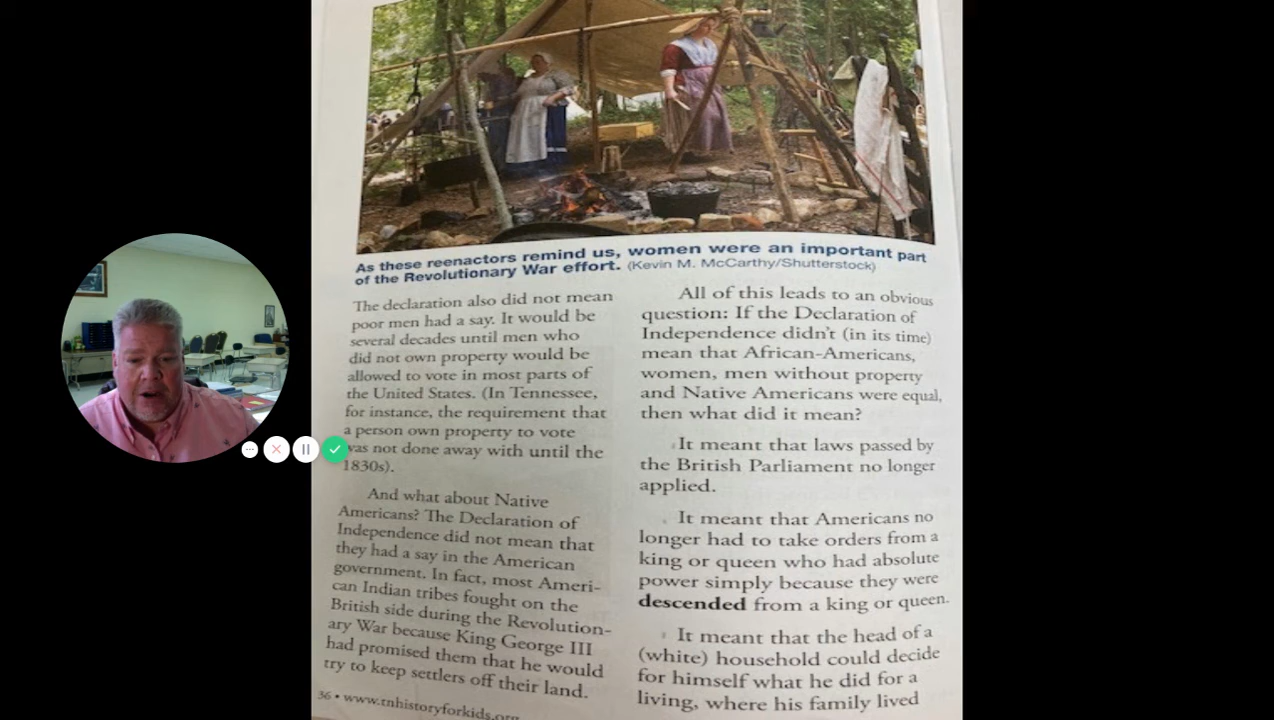 As these reenactors remind us, women were an important part
of the Revolutionary War effort. (Kevin M. McCarthy/Shutterstock)
The declaration also did not mean
poor men had a say. It would be
several decades until men who
did not own property would be
allowed to vote in most parts of
the United States. (In Tennessee,
for instance, the requirement that
a person own property to vote
was not done away with until the
1830s).
And what about Native
Americans? The Declaration of
Independence did not mean that
they had a say in the American
government. In fact, most Ameri-
can Indian tribes fought on the
British side during the Revolution-
ary War because King George III
had promised them that he would
try to keep settlers off their land.
36 • www.tnhistoryforkids.org
All of this leads to an obvious
question: If the Declaration of
Independence didn't (in its time)
mean that African-Americans,
women, men without property
and Native Americans were equal,
then what did it mean?
It meant that laws passed by
the British Parliament no longer
applied.
It meant that Americans no
longer had to take orders from a
king or queen who had absolute
power simply because they were
descended from a king or queen.
It meant that the head of a
(white) household could decide
for himself what he did for a
living, where his family lived